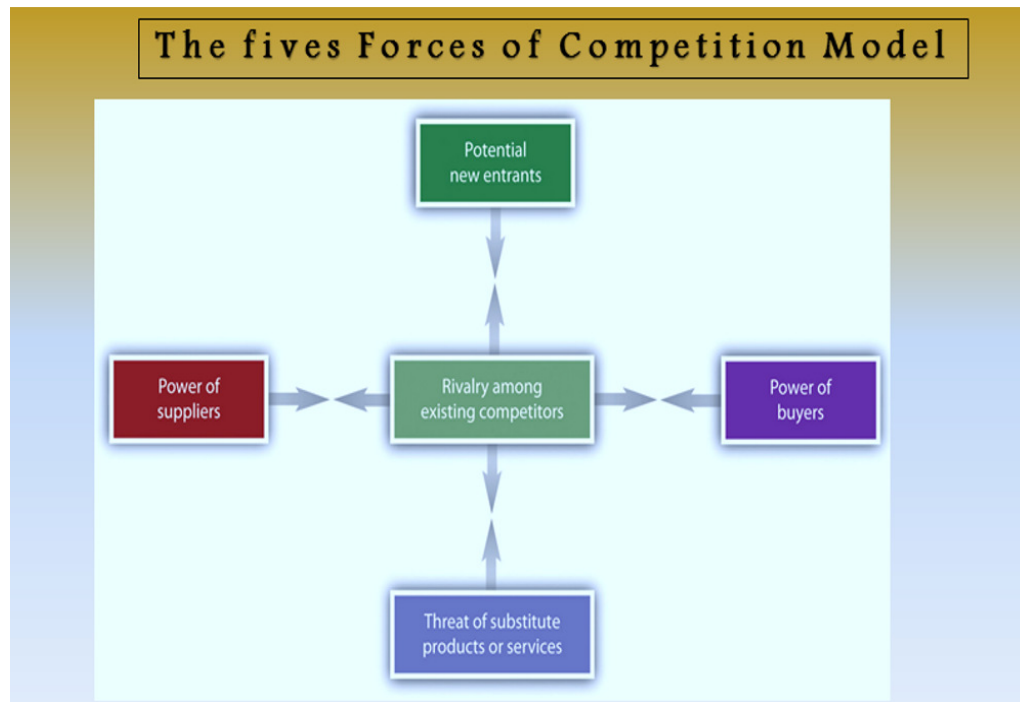 The fives Forces of Competition Model
Potential
new entrants
Power of
suppliers
Rivalry among
existing competitors
Power of
buyers
Threat of substitute
products or services